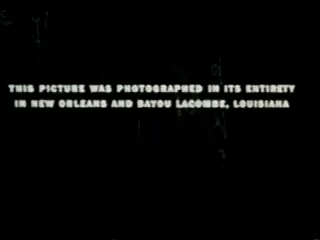 THIS PICTURE WAS PHOTOGRAPHED IN ITS ENTIRETY
IN NEW ORLEANS AND BAYOU LACOMBE, LOUISIANA